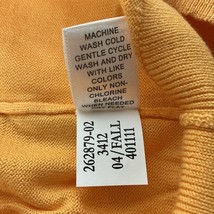 MACHINE
WASH COLD
GENTLE CYCLE
WASH AND DRY
WITH LIKE
COLORS
ONLY NON-
CHLORINE
BLEACH
WHEN NEEDED
262879-02
3412
04 / FALL
401111